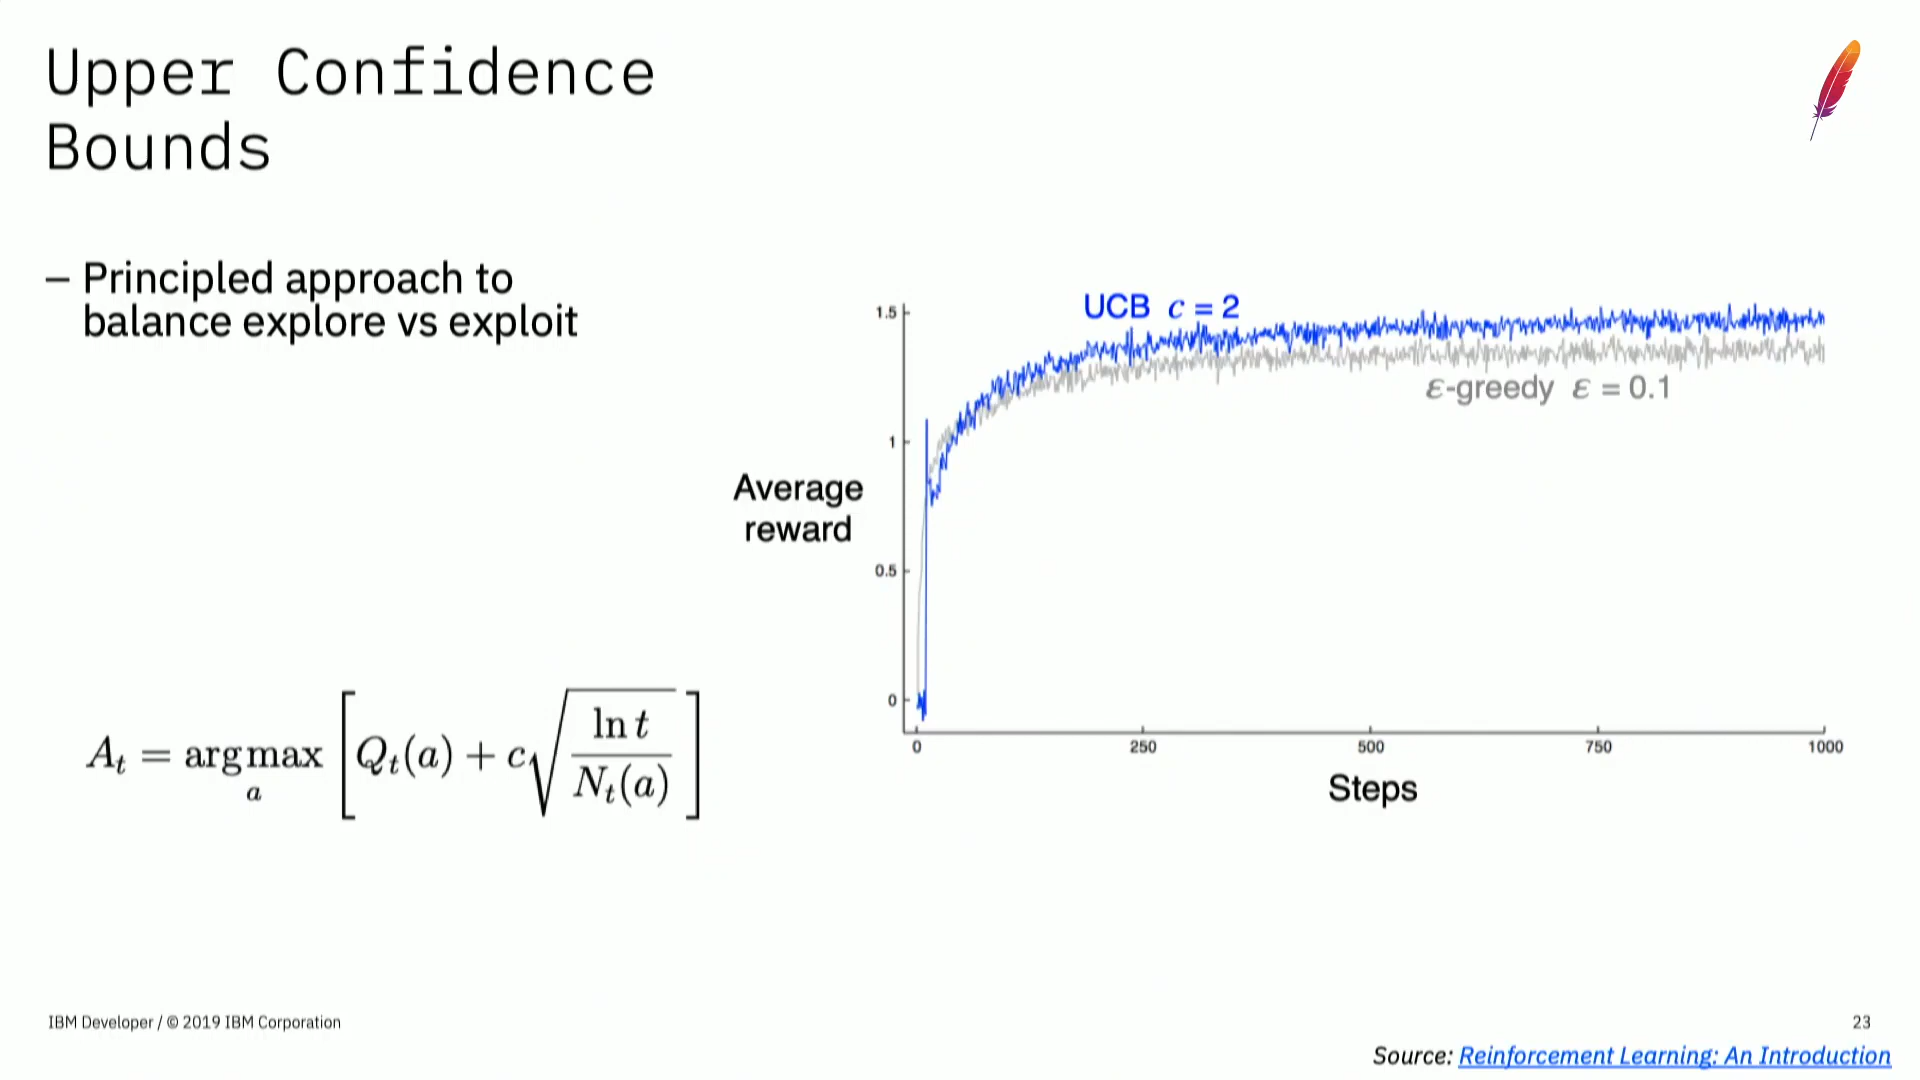 Upper Confidence
Bounds
– Principled approach to
balance explore vs exploit
A_t = argmax_a [ Q_t(a) + c √( ln t / N_t(a) ) ]
UCB c = 2
ε-greedy ε = 0.1
Average
reward
1.5
1
0.5
0
0 250 500 750 1000
Steps
IBM Developer / © 2019 IBM Corporation
23
Source: Reinforcement Learning: An Introduction